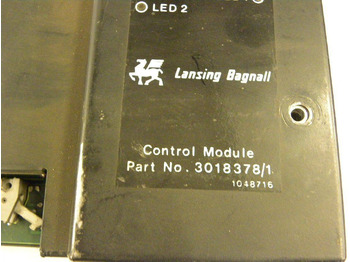 LED 2
Lansing Bagnall
Control Module
Part No. 3018378/1
1048716